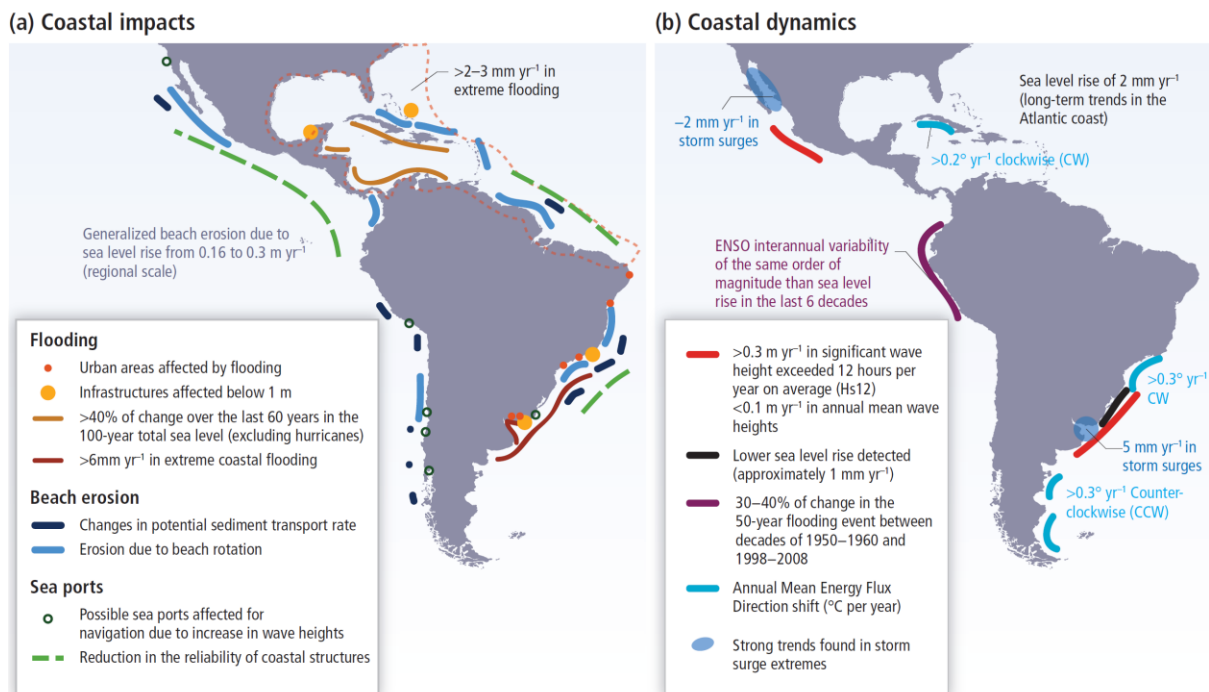 (a) Coastal impacts
>2–3 mm yr⁻¹ in
extreme flooding
Generalized beach erosion due to
sea level rise from 0.16 to 0.3 m yr⁻¹
(regional scale)
Flooding
Urban areas affected by flooding
Infrastructures affected below 1 m
>40% of change over the last 60 years in the
100-year total sea level (excluding hurricanes)
>6mm yr⁻¹ in extreme coastal flooding
Beach erosion
Changes in potential sediment transport rate
Erosion due to beach rotation
Sea ports
Possible sea ports affected for
navigation due to increase in wave heights
Reduction in the reliability of coastal structures
(b) Coastal dynamics
Sea level rise of 2 mm yr⁻¹
(long-term trends in the
Atlantic coast)
–2 mm yr⁻¹ in
storm surges
>0.2° yr⁻¹ clockwise (CW)
ENSO interannual variability
of the same order of
magnitude than sea level
rise in the last 6 decades
>0.3° yr⁻¹
CW
5 mm yr⁻¹ in
storm surges
>0.3° yr⁻¹ Counter-
clockwise (CCW)
>0.3 m yr⁻¹ in significant wave
height exceeded 12 hours per
year on average (Hs12)
<0.1 m yr⁻¹ in annual mean wave
heights
Lower sea level rise detected
(approximately 1 mm yr⁻¹)
30–40% of change in the
50-year flooding event between
decades of 1950–1960 and
1998–2008
Annual Mean Energy Flux
Direction shift (°C per year)
Strong trends found in storm
surge extremes